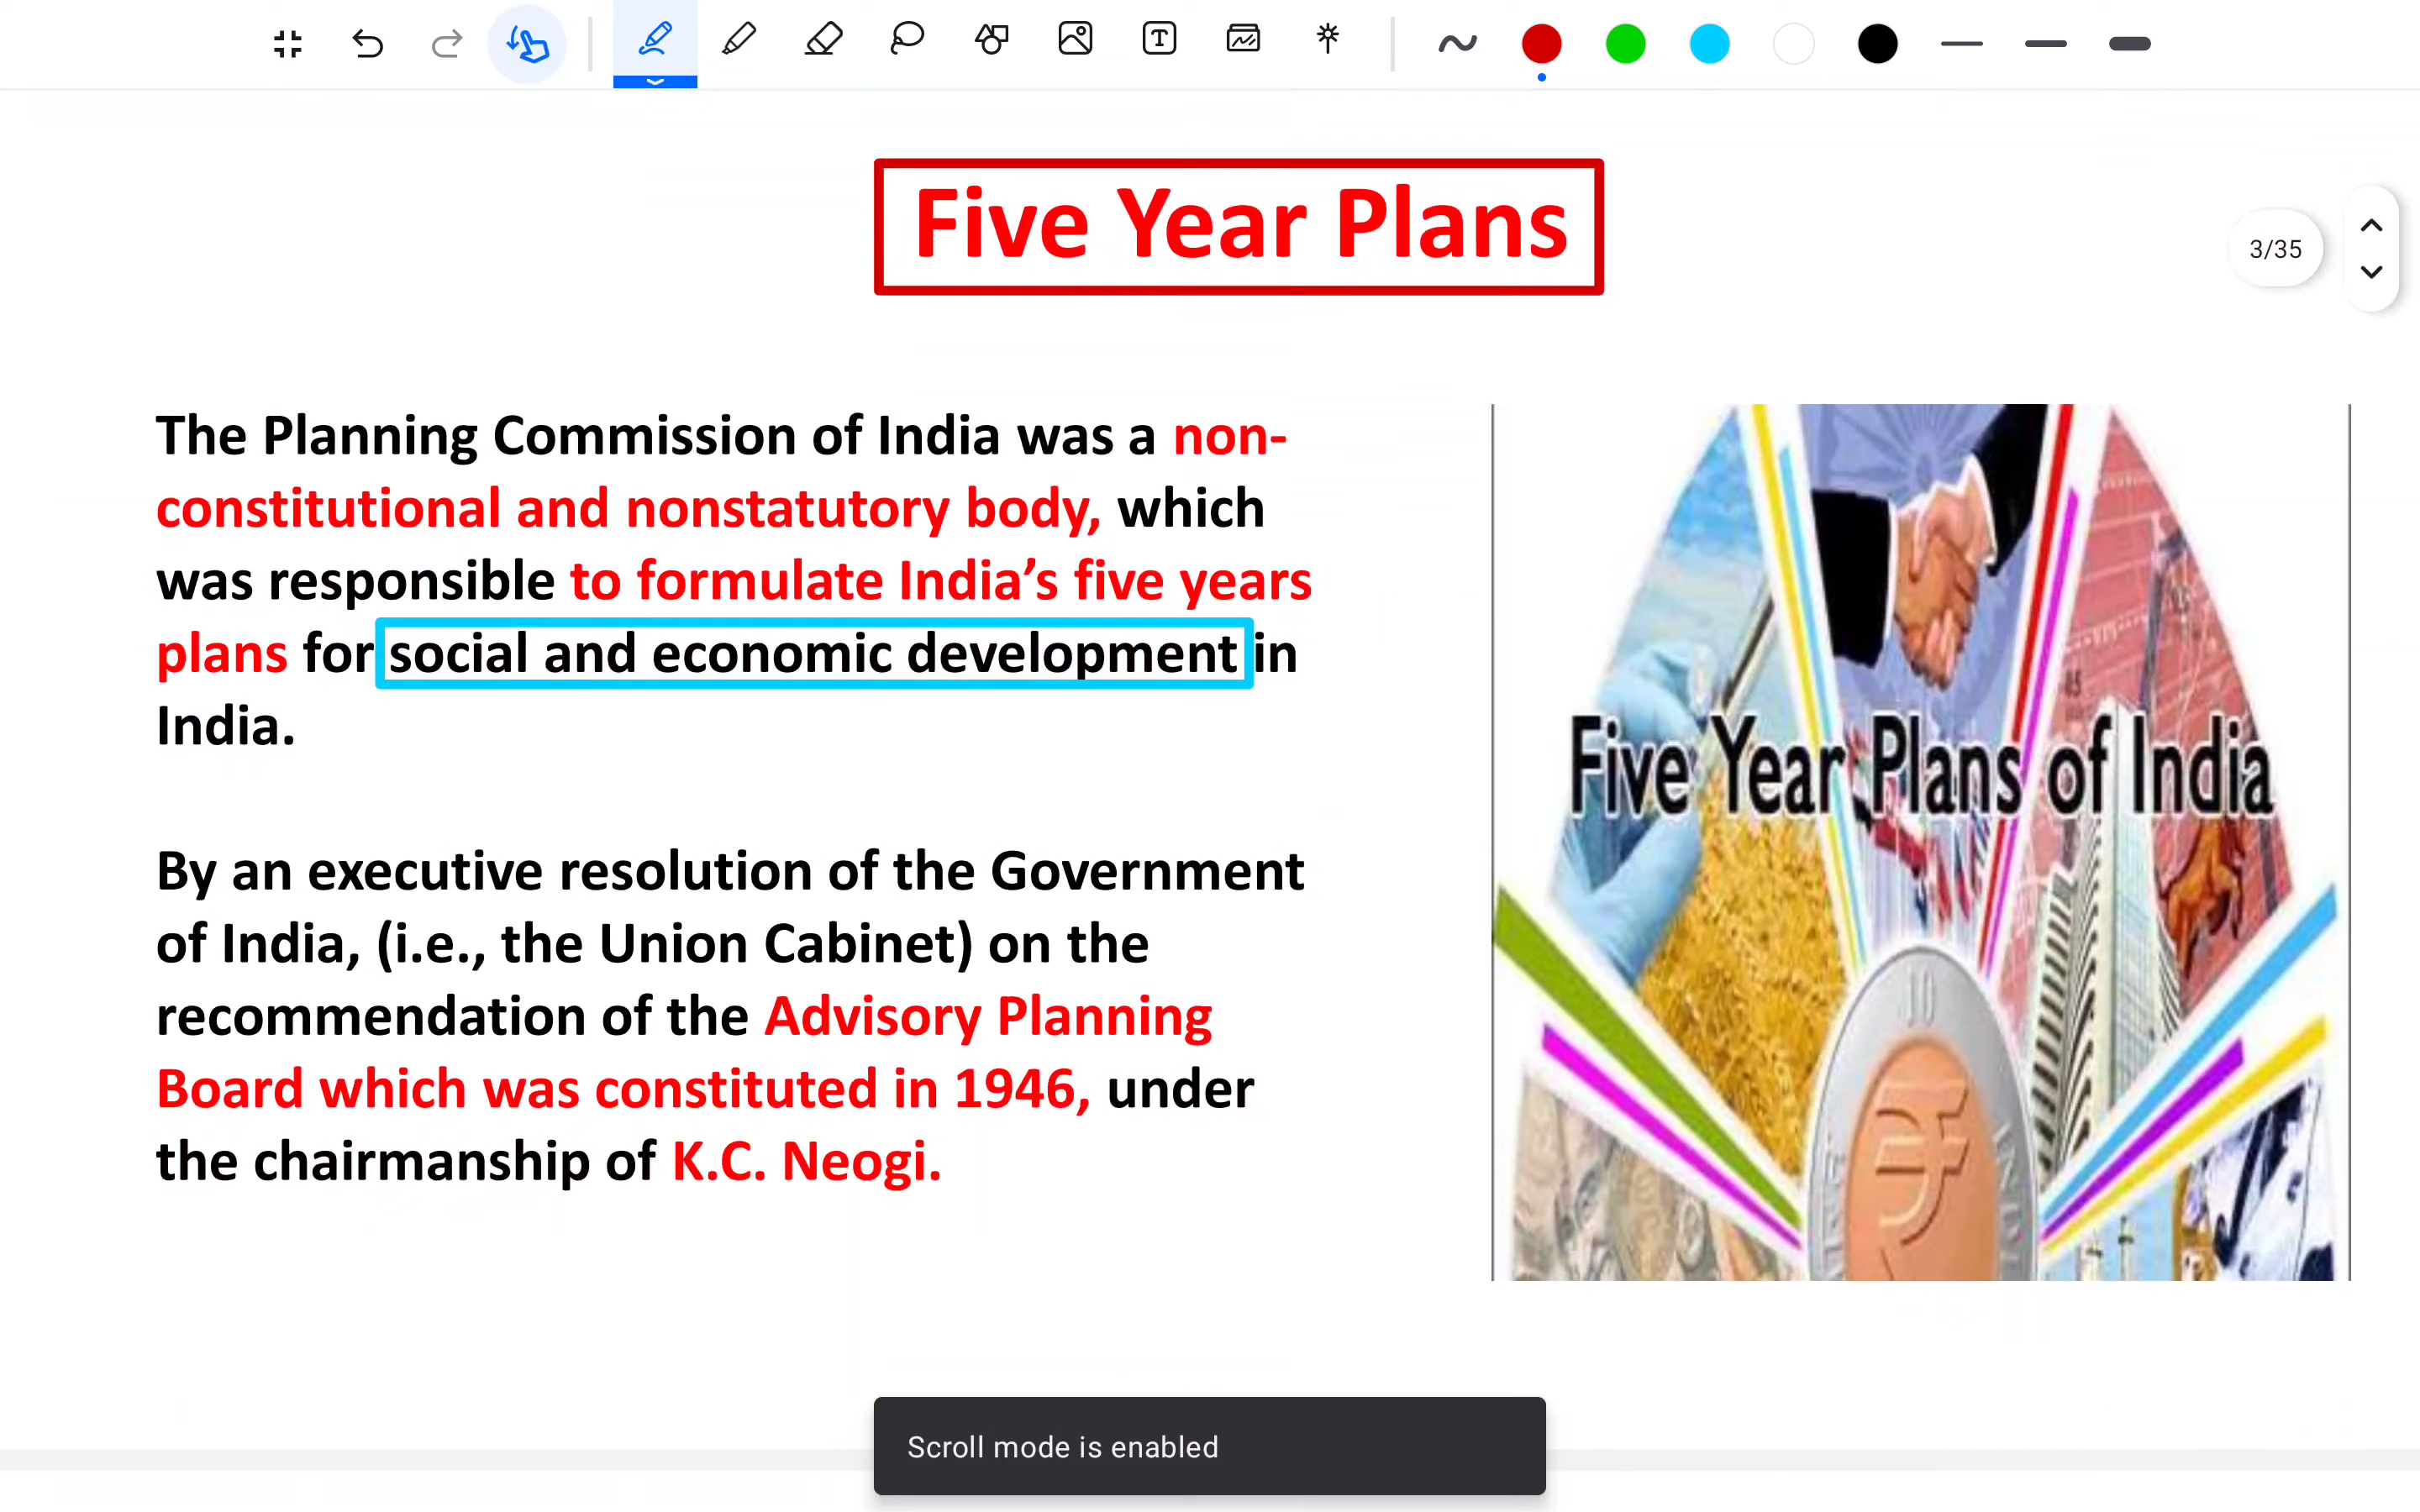 3/35
Five Year Plans
The Planning Commission of India was a non-
constitutional and nonstatutory body, which
was responsible to formulate India’s five years
plans for social and economic development in
India.
By an executive resolution of the Government
of India, (i.e., the Union Cabinet) on the
recommendation of the Advisory Planning
Board which was constituted in 1946, under
the chairmanship of K.C. Neogi.
Five Year Plans of India
10
₹
Scroll mode is enabled